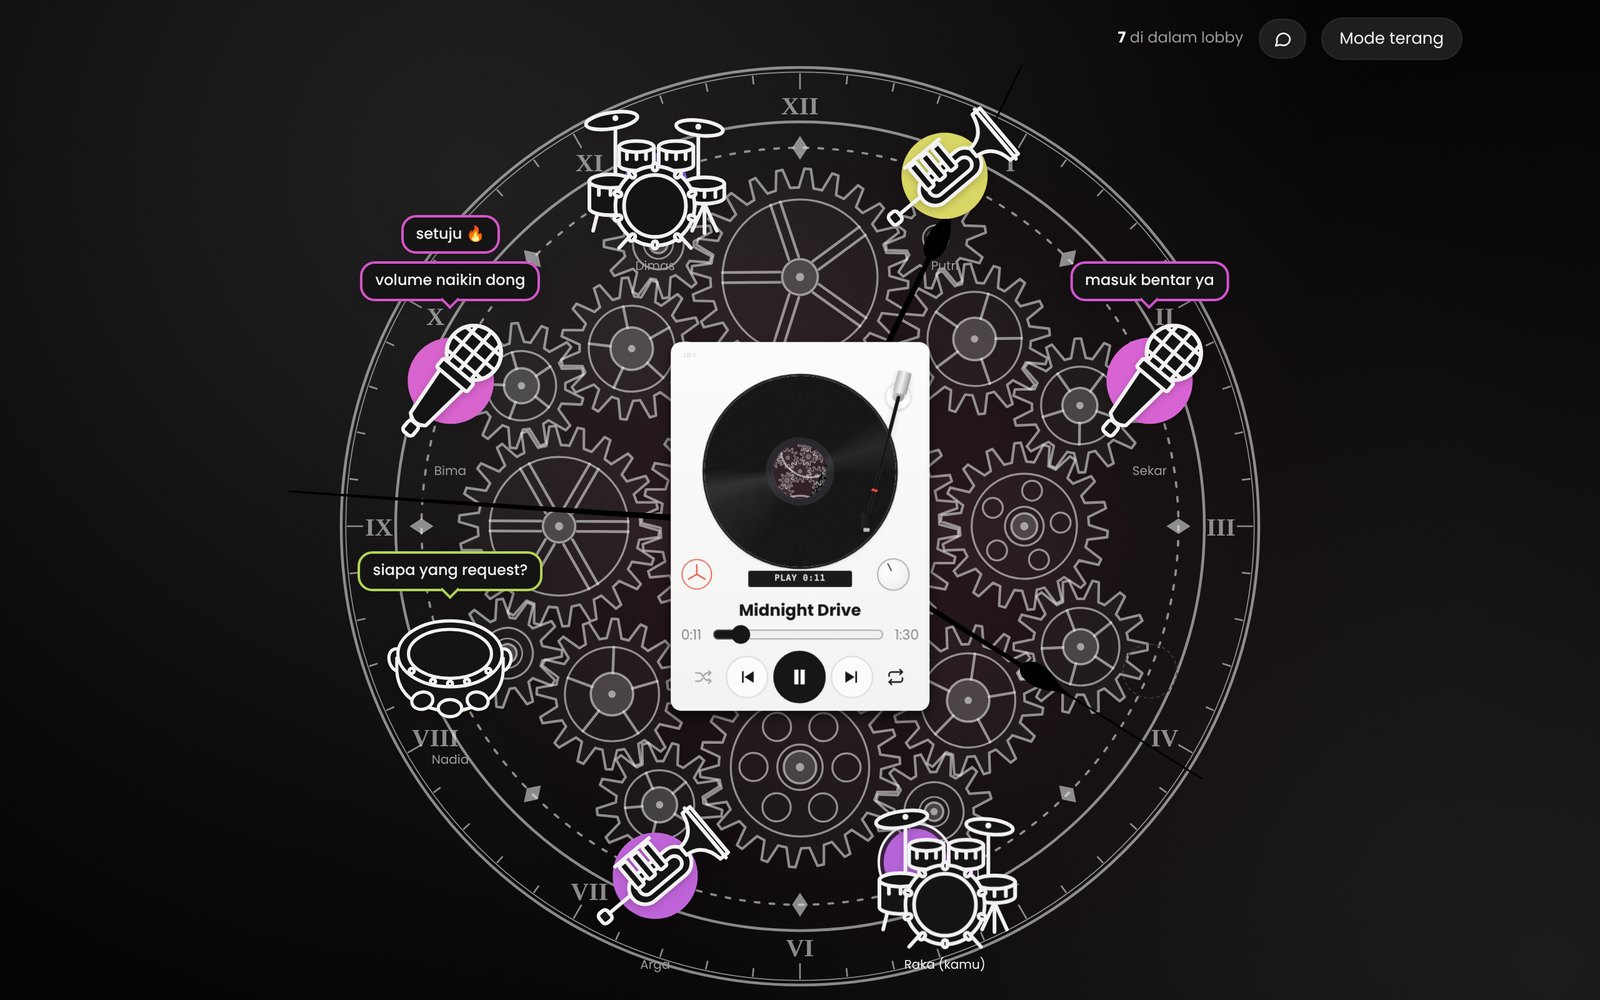 7 di dalam lobby
Mode terang
XII
XI
I
setuju 🔥
Dimas
Putri
volume naikin dong
masuk bentar ya
X
II
LD-1
Bima
Sekar
IX
III
siapa yang request?
PLAY 0:11
Midnight Drive
0:11
1:30
VIII
IV
Nadia
VII
VI
Arga
Raka (kamu)